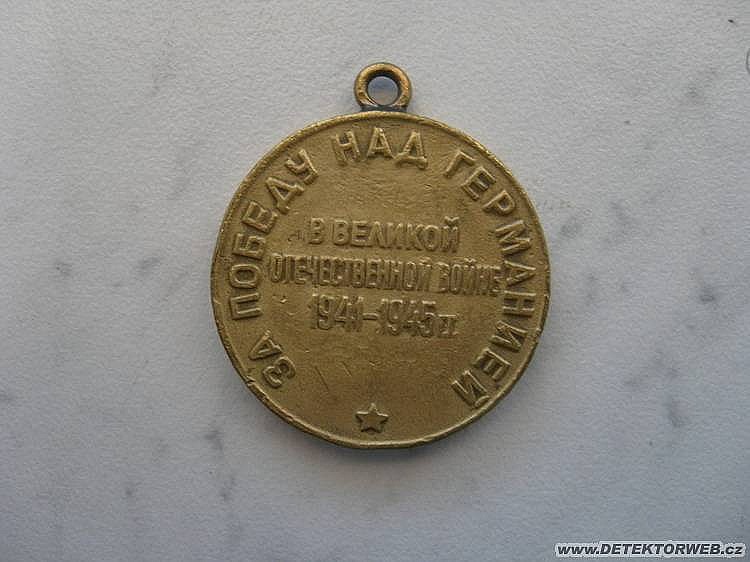 ЗА ПОБЕДУ НАД ГЕРМАНИЕЙ
В ВЕЛИКОЙ
ОТЕЧЕСТВЕННОЙ ВОЙНЕ
1941-1945 гг.
www.DETEKTORWEB.cz